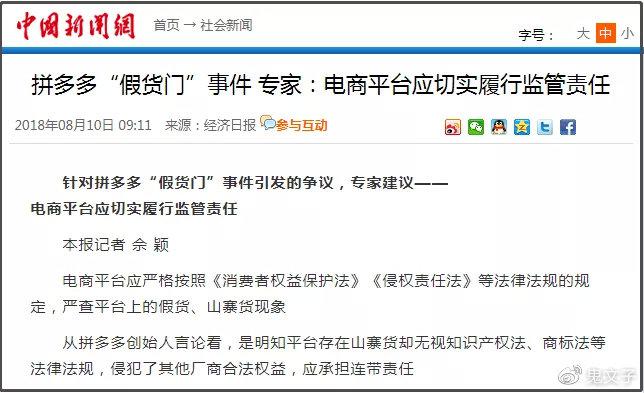 中国新闻網
首页 → 社会新闻
字号： 大 中 小
拼多多“假货门”事件 专家：电商平台应切实履行监管责任
2018年08月10日 09:11 来源：经济日报 参与互动
针对拼多多“假货门”事件引发的争议，专家建议——
电商平台应切实履行监管责任
本报记者 佘 颖
电商平台应严格按照《消费者权益保护法》《侵权责任法》等法律法规的规
定，严查平台上的假货、山寨货现象
从拼多多创始人言论看，是明知平台存在山寨货却无视知识产权法、商标法等
法律法规，侵犯了其他厂商合法权益，应承担连带责任
@鬼文子